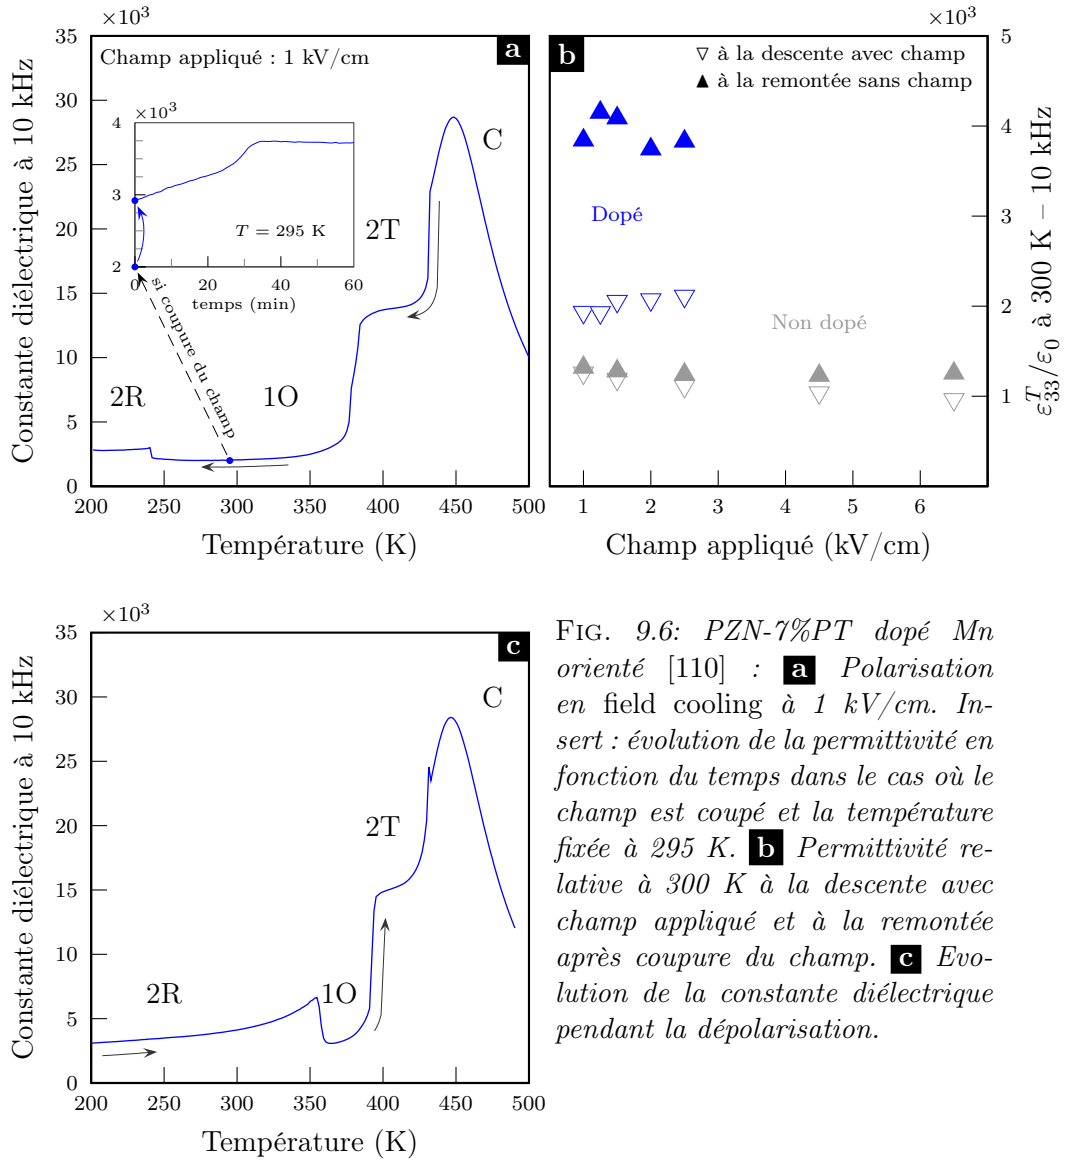 ×10³
35
30
25
20
15
10
5
0
Constante diélectrique à 10 kHz
Champ appliqué : 1 kV/cm
a
C
2T
1O
2R
×10³
4
3
2
0 20 40 60
temps (min)
T = 295 K
si coupure du champ
200 250 300 350 400 450 500
Température (K)
×10³
b
▽ à la descente avec champ
▲ à la remontée sans champ
Dopé
Non dopé
5
4
3
2
1
ε₃₃ᵀ/ε₀ à 300 K − 10 kHz
1 2 3 4 5 6
Champ appliqué (kV/cm)
×10³
35
30
25
20
15
10
5
0
Constante diélectrique à 10 kHz
c
C
2T
2R
1O
200 250 300 350 400 450 500
Température (K)
FIG. 9.6: PZN-7%PT dopé Mn
orienté [110] : a Polarisation
en field cooling à 1 kV/cm. In-
sert : évolution de la permittivité en
fonction du temps dans le cas où le
champ est coupé et la température
fixée à 295 K. b Permittivité re-
lative à 300 K à la descente avec
champ appliqué et à la remontée
après coupure du champ. c Evo-
lution de la constante diélectrique
pendant la dépolarisation.